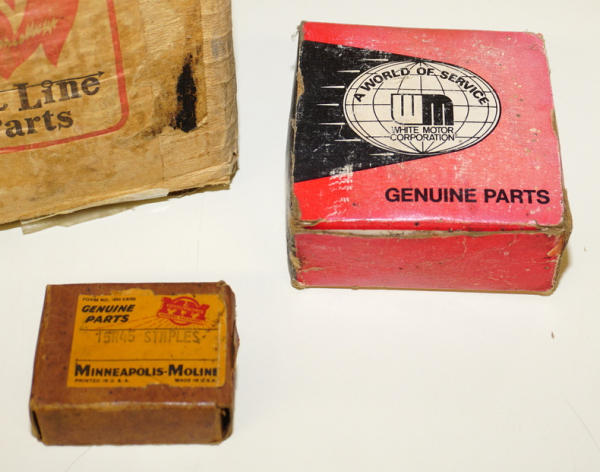 Line
Parts
A WORLD OF SERVICE
WM
WHITE MOTOR
CORPORATION
GENUINE PARTS
GENUINE
PARTS
15K45 STAPLES
MINNEAPOLIS-MOLINE
PRINTED IN U.S.A. MADE IN U.S.A.